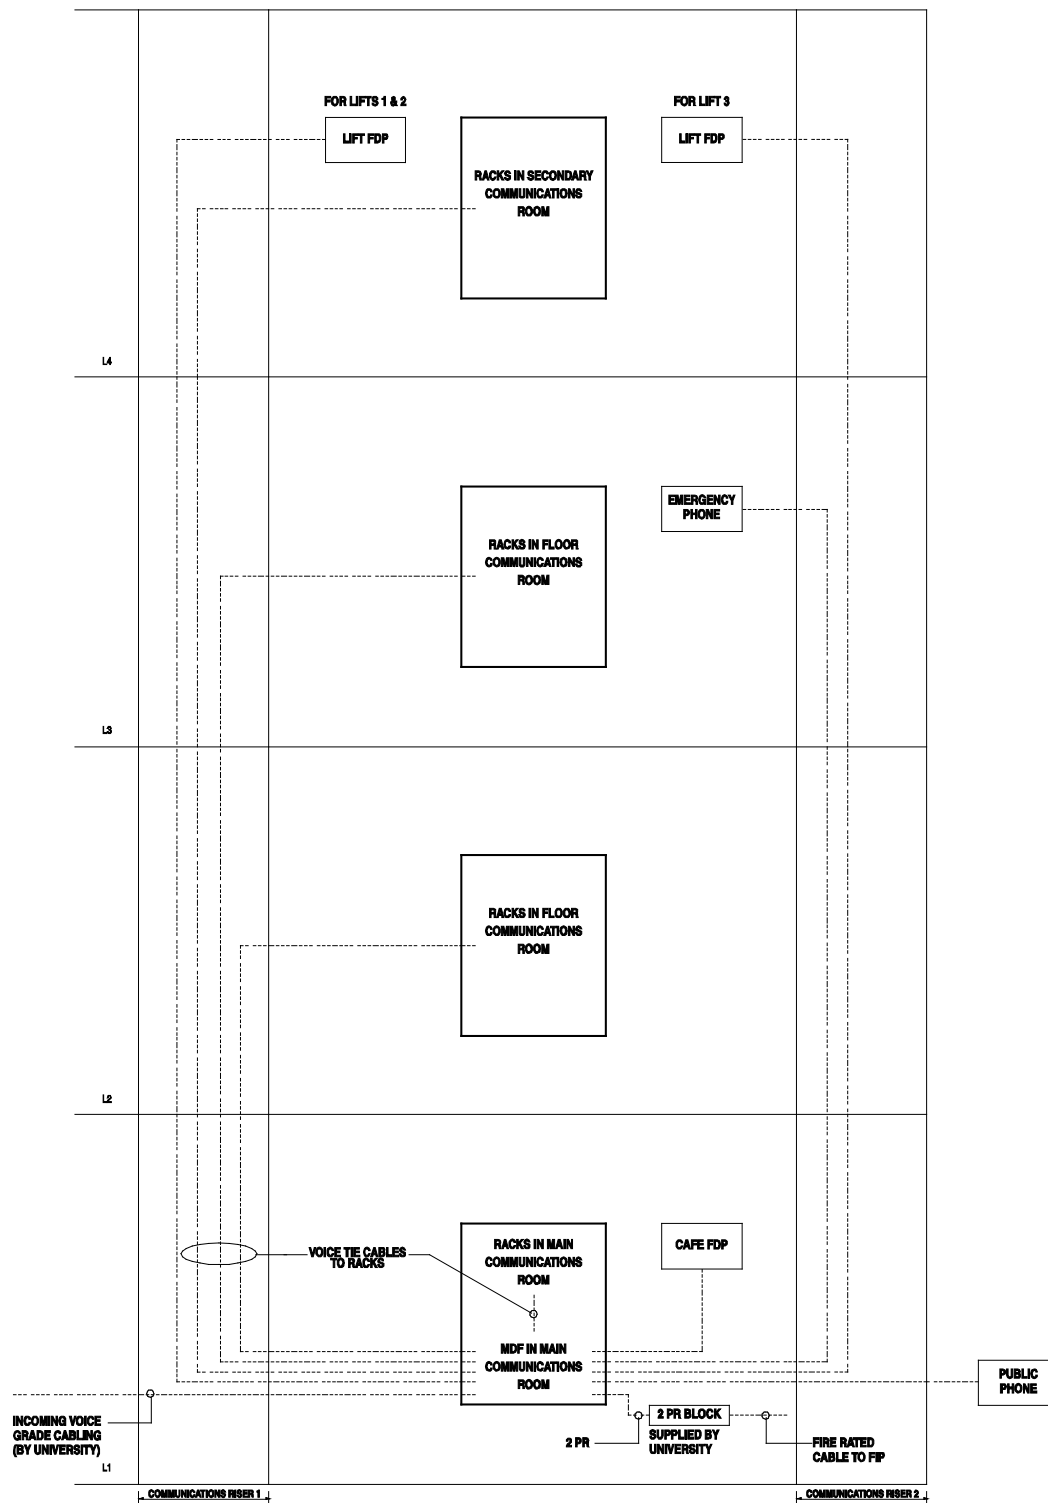 FOR LIFTS 1 & 2
LIFT FDP
FOR LIFT 3
LIFT FDP
RACKS IN SECONDARY
COMMUNICATIONS
ROOM
L4
RACKS IN FLOOR
COMMUNICATIONS
ROOM
EMERGENCY
PHONE
L3
RACKS IN FLOOR
COMMUNICATIONS
ROOM
L2
VOICE TIE CABLES
TO RACKS
RACKS IN MAIN
COMMUNICATIONS
ROOM
CAFE FDP
MDF IN MAIN
COMMUNICATIONS
ROOM
PUBLIC
PHONE
INCOMING VOICE
GRADE CABLING
(BY UNIVERSITY)
2 PR
2 PR BLOCK
SUPPLIED BY
UNIVERSITY
FIRE RATED
CABLE TO FIP
L1
COMMUNICATIONS RISER 1
COMMUNICATIONS RISER 2